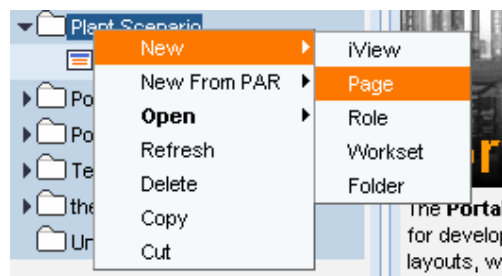 Plant Scenario
New
New From PAR
Open
Refresh
Delete
Copy
Cut
iView
Page
Role
Workset
Folder
Po
Po
Te
the
Ur
The Porta
for develop
layouts, w